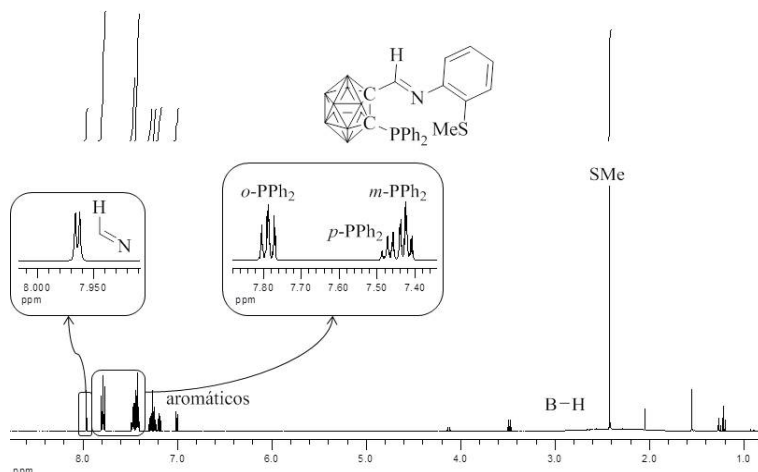 H
C
N
C
PPh2
MeS
SMe
o-PPh2
m-PPh2
p-PPh2
H
N
8.000 7.950
ppm
7.80 7.70 7.60 7.50 7.40
ppm
aromáticos
B−H
8.0 7.0 6.0 5.0 4.0 3.0 2.0 1.0
ppm